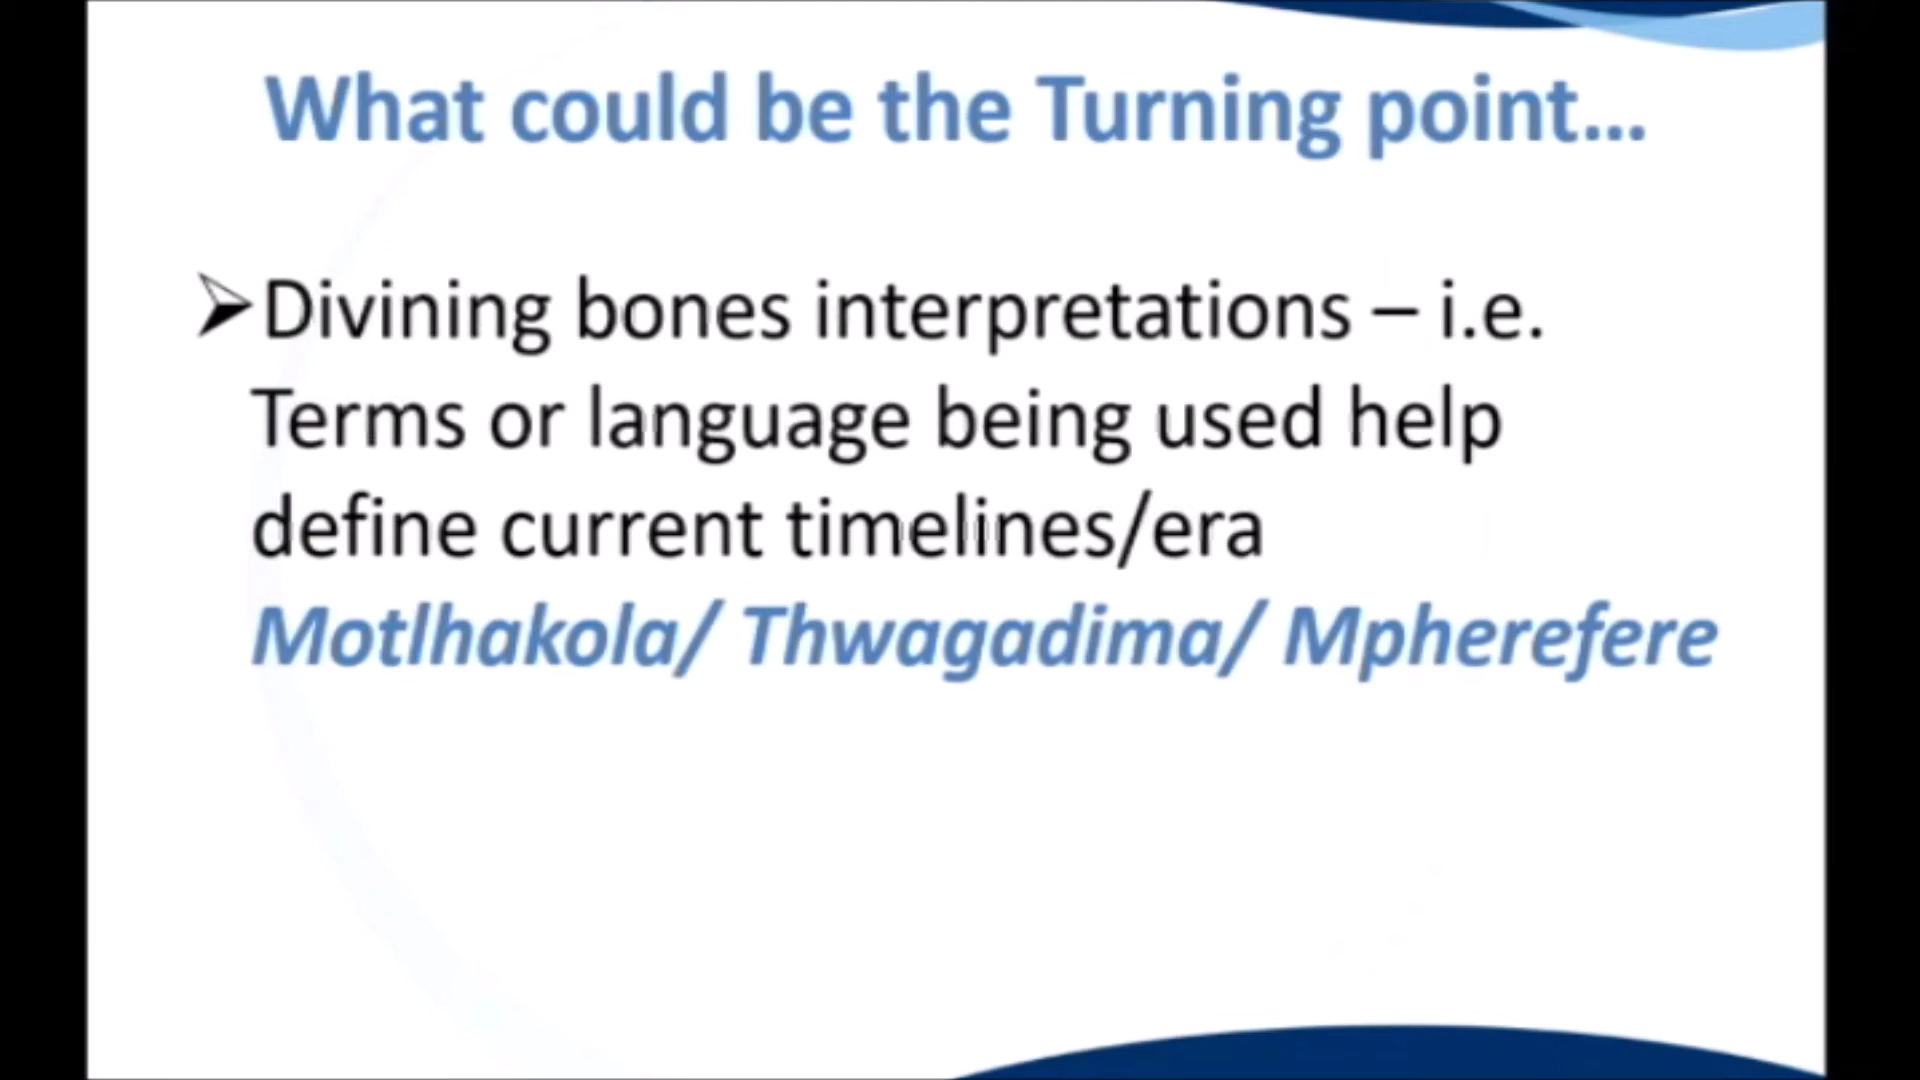 What could be the Turning point...
➢Divining bones interpretations – i.e.
Terms or language being used help
define current timelines/era
Motlhakola/ Thwagadima/ Mpherefere